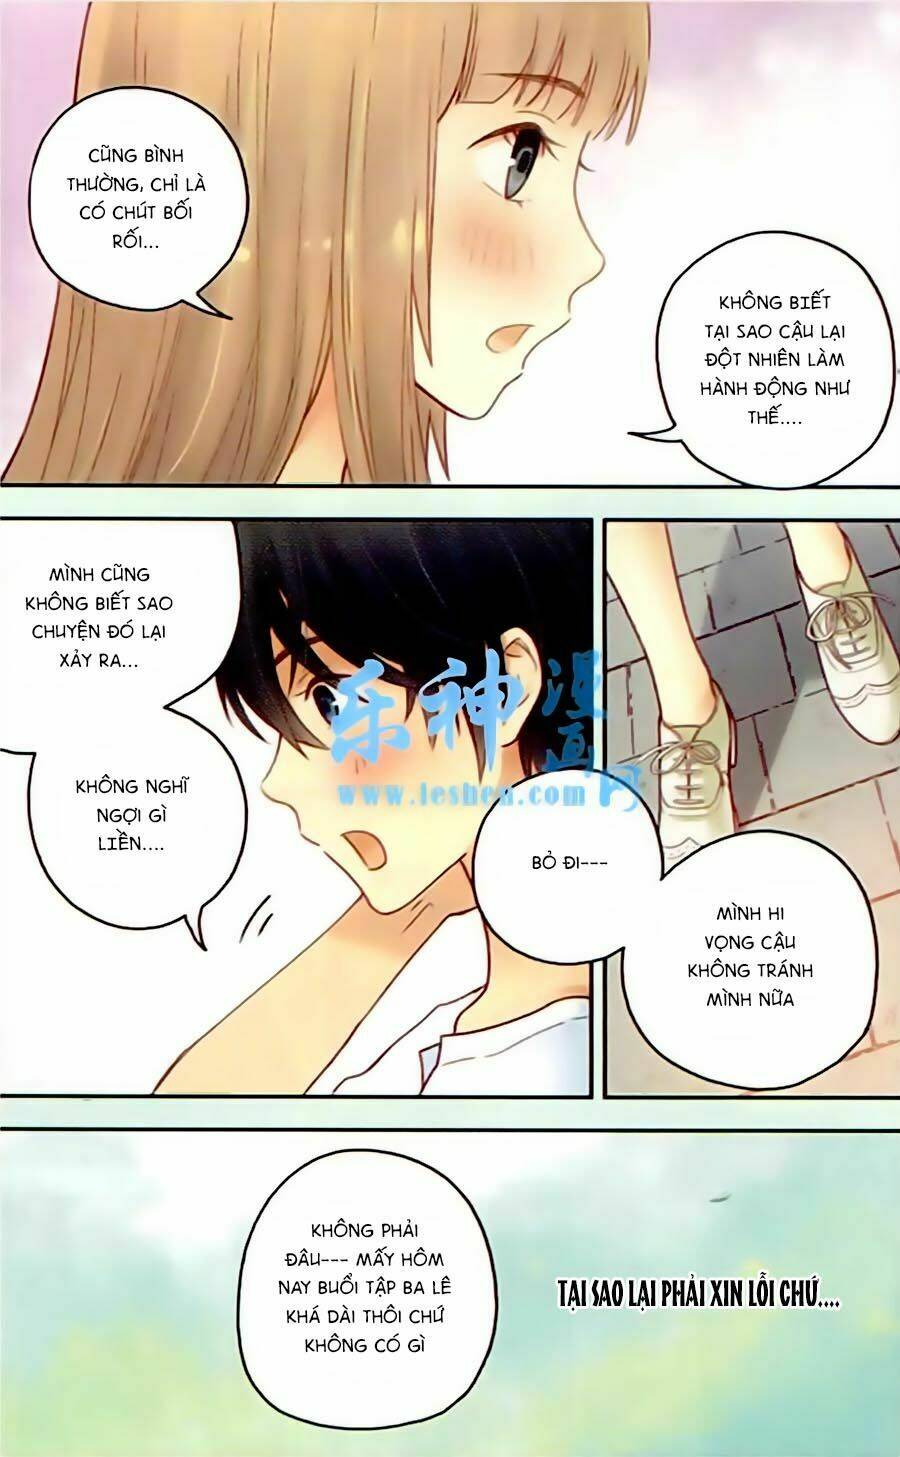 CŨNG BÌNH
THƯỜNG, CHỈ LÀ
CÓ CHÚT BỐI
RỐI...
KHÔNG BIẾT
TẠI SAO CẬU LẠI
ĐỘT NHIÊN LÀM
HÀNH ĐỘNG NHƯ
THẾ....
MÌNH CŨNG
KHÔNG BIẾT SAO
CHUYỆN ĐÓ LẠI
XẢY RA...
KHÔNG NGHĨ
NGỢI GÌ
LIỀN....
乐神漫画网
www.leshen.com
BỎ ĐI---
MÌNH HI
VỌNG CẬU
KHÔNG TRÁNH
MÌNH NỮA
KHÔNG PHẢI
ĐÂU--- MẤY HÔM
NAY BUỔI TẬP BA LÊ
KHÁ DÀI THÔI CHỨ
KHÔNG CÓ GÌ
TẠI SAO LẠI PHẢI XIN LỖI CHỨ....